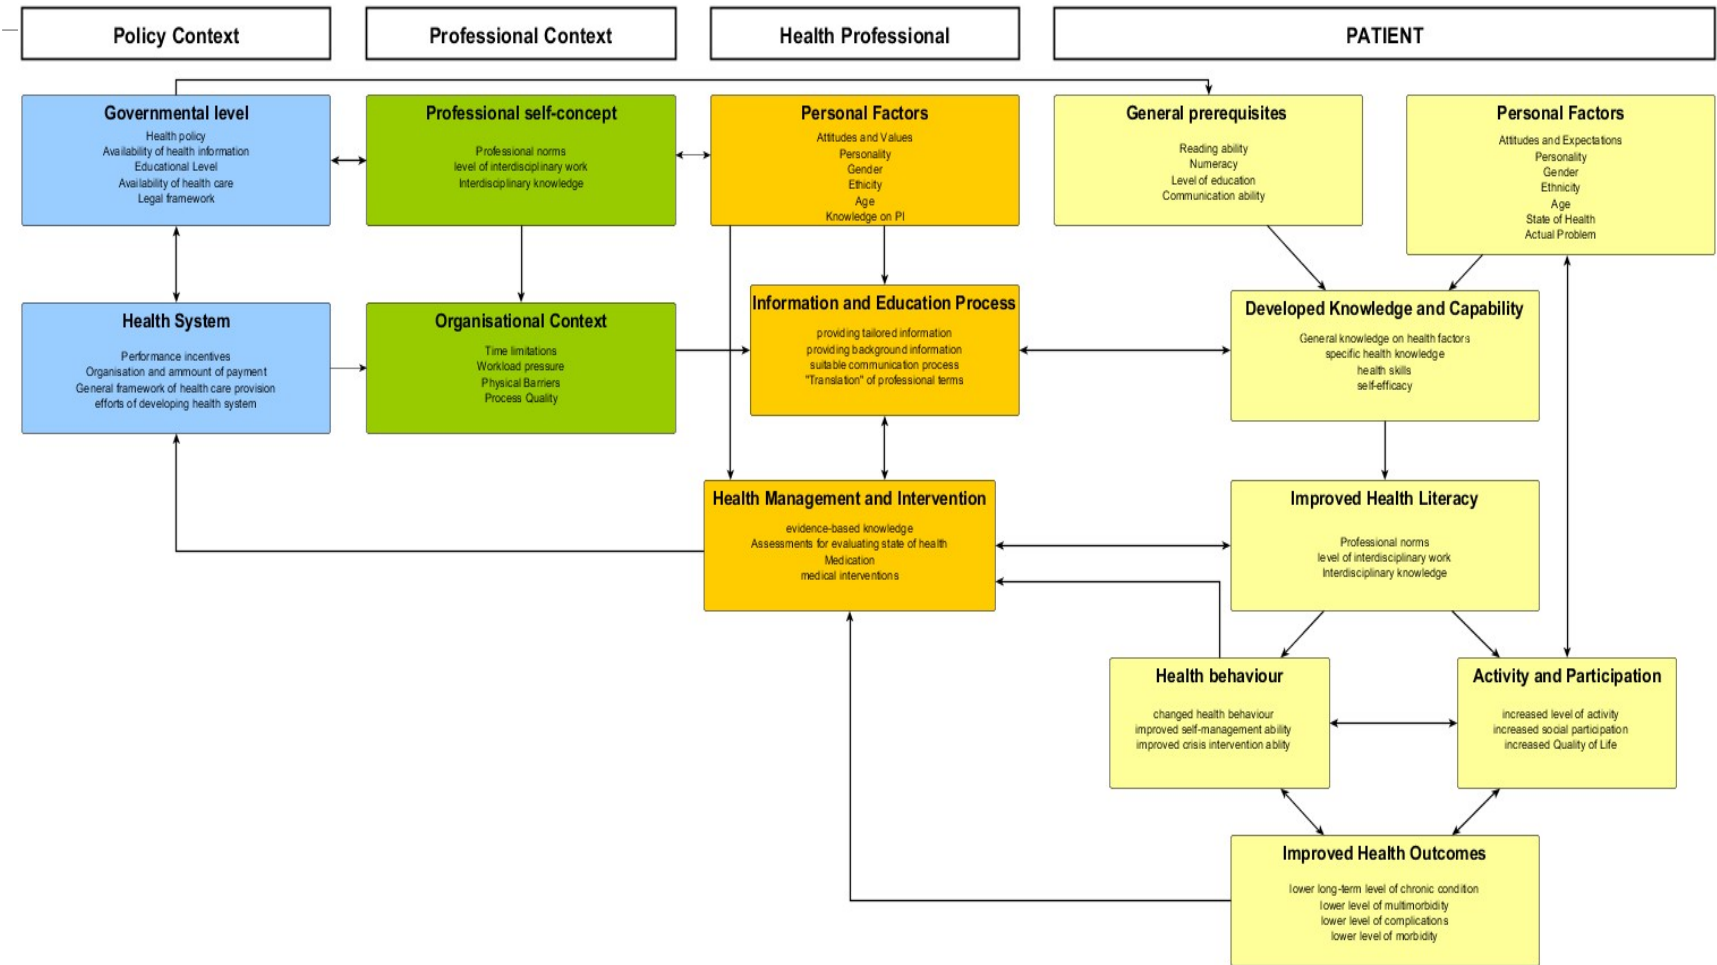 Policy Context
Professional Context
Health Professional
PATIENT
Governmental level
Health policy
Availability of health information
Educational Level
Availability of health care
Legal framework
Professional self-concept
Professional norms
level of interdisciplinary work
Interdisciplinary knowledge
Personal Factors
Attitudes and Values
Personality
Gender
Ethicity
Age
Knowledge on PI
General prerequisites
Reading ability
Numeracy
Level of education
Communication ability
Personal Factors
Attitudes and Expectations
Personality
Gender
Ethnicity
Age
State of Health
Actual Problem
Health System
Performance incentives
Organisation and ammount of payment
General framework of health care provision
efforts of developing health system
Organisational Context
Time limitations
Workload pressure
Physical Barriers
Process Quality
Information and Education Process
providing tailored information
providing background information
suitable communication process
"Translation" of professional terms
Developed Knowledge and Capability
General knowledge on health factors
specific health knowledge
health skills
self-efficacy
Health Management and Intervention
evidence-based knowledge
Assessments for evaluating state of health
Medication
medical interventions
Improved Health Literacy
Professional norms
level of interdisciplinary work
Interdisciplinary knowledge
Health behaviour
changed health behaviour
improved self-management ability
improved crisis intervention ablity
Activity and Participation
increased level of activity
increased social participation
increased Quality of Life
Improved Health Outcomes
lower long-term level of chronic condition
lower level of multimorbidity
lower level of complications
lower level of morbidity